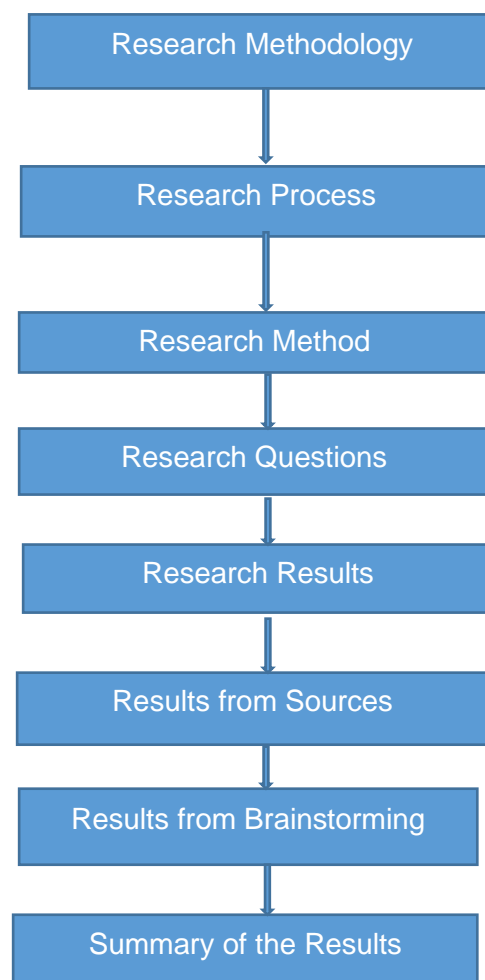 Research Methodology
Research Process
Research Method
Research Questions
Research Results
Results from Sources
Results from Brainstorming
Summary of the Results